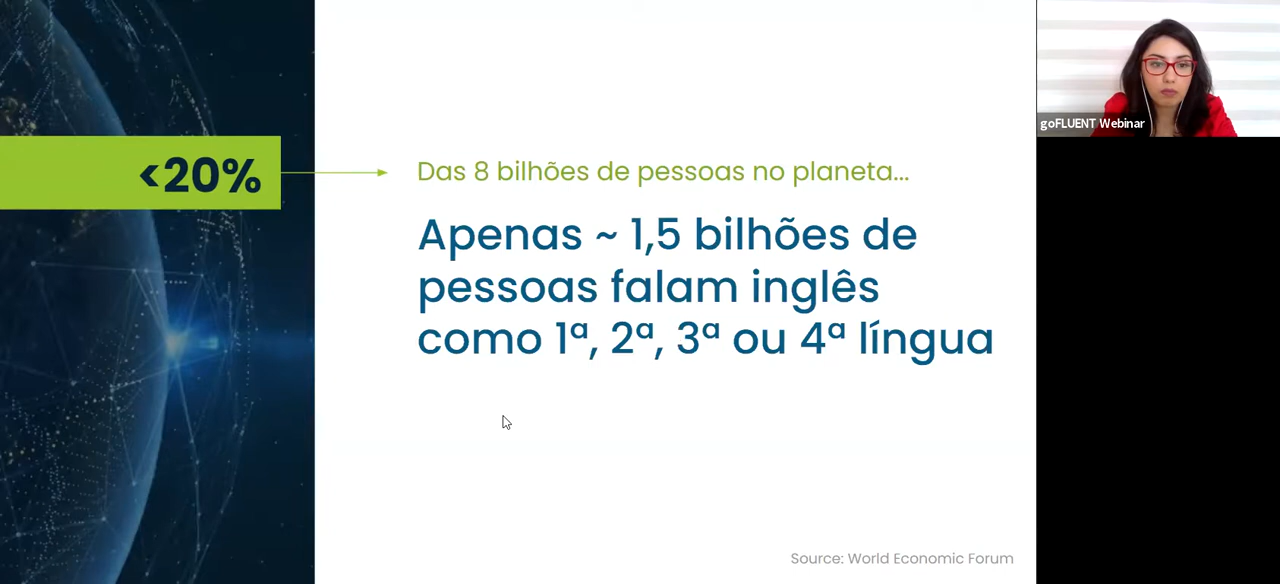 <20%
Das 8 bilhões de pessoas no planeta...
Apenas ~ 1,5 bilhões de
pessoas falam inglês
como 1ª, 2ª, 3ª ou 4ª língua
Source: World Economic Forum
goFLUENT Webinar